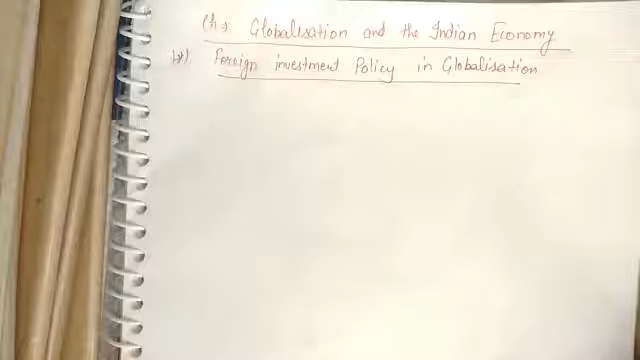 Ch: Globalisation and the Indian Economy
Foreign investment Policy in Globalisation